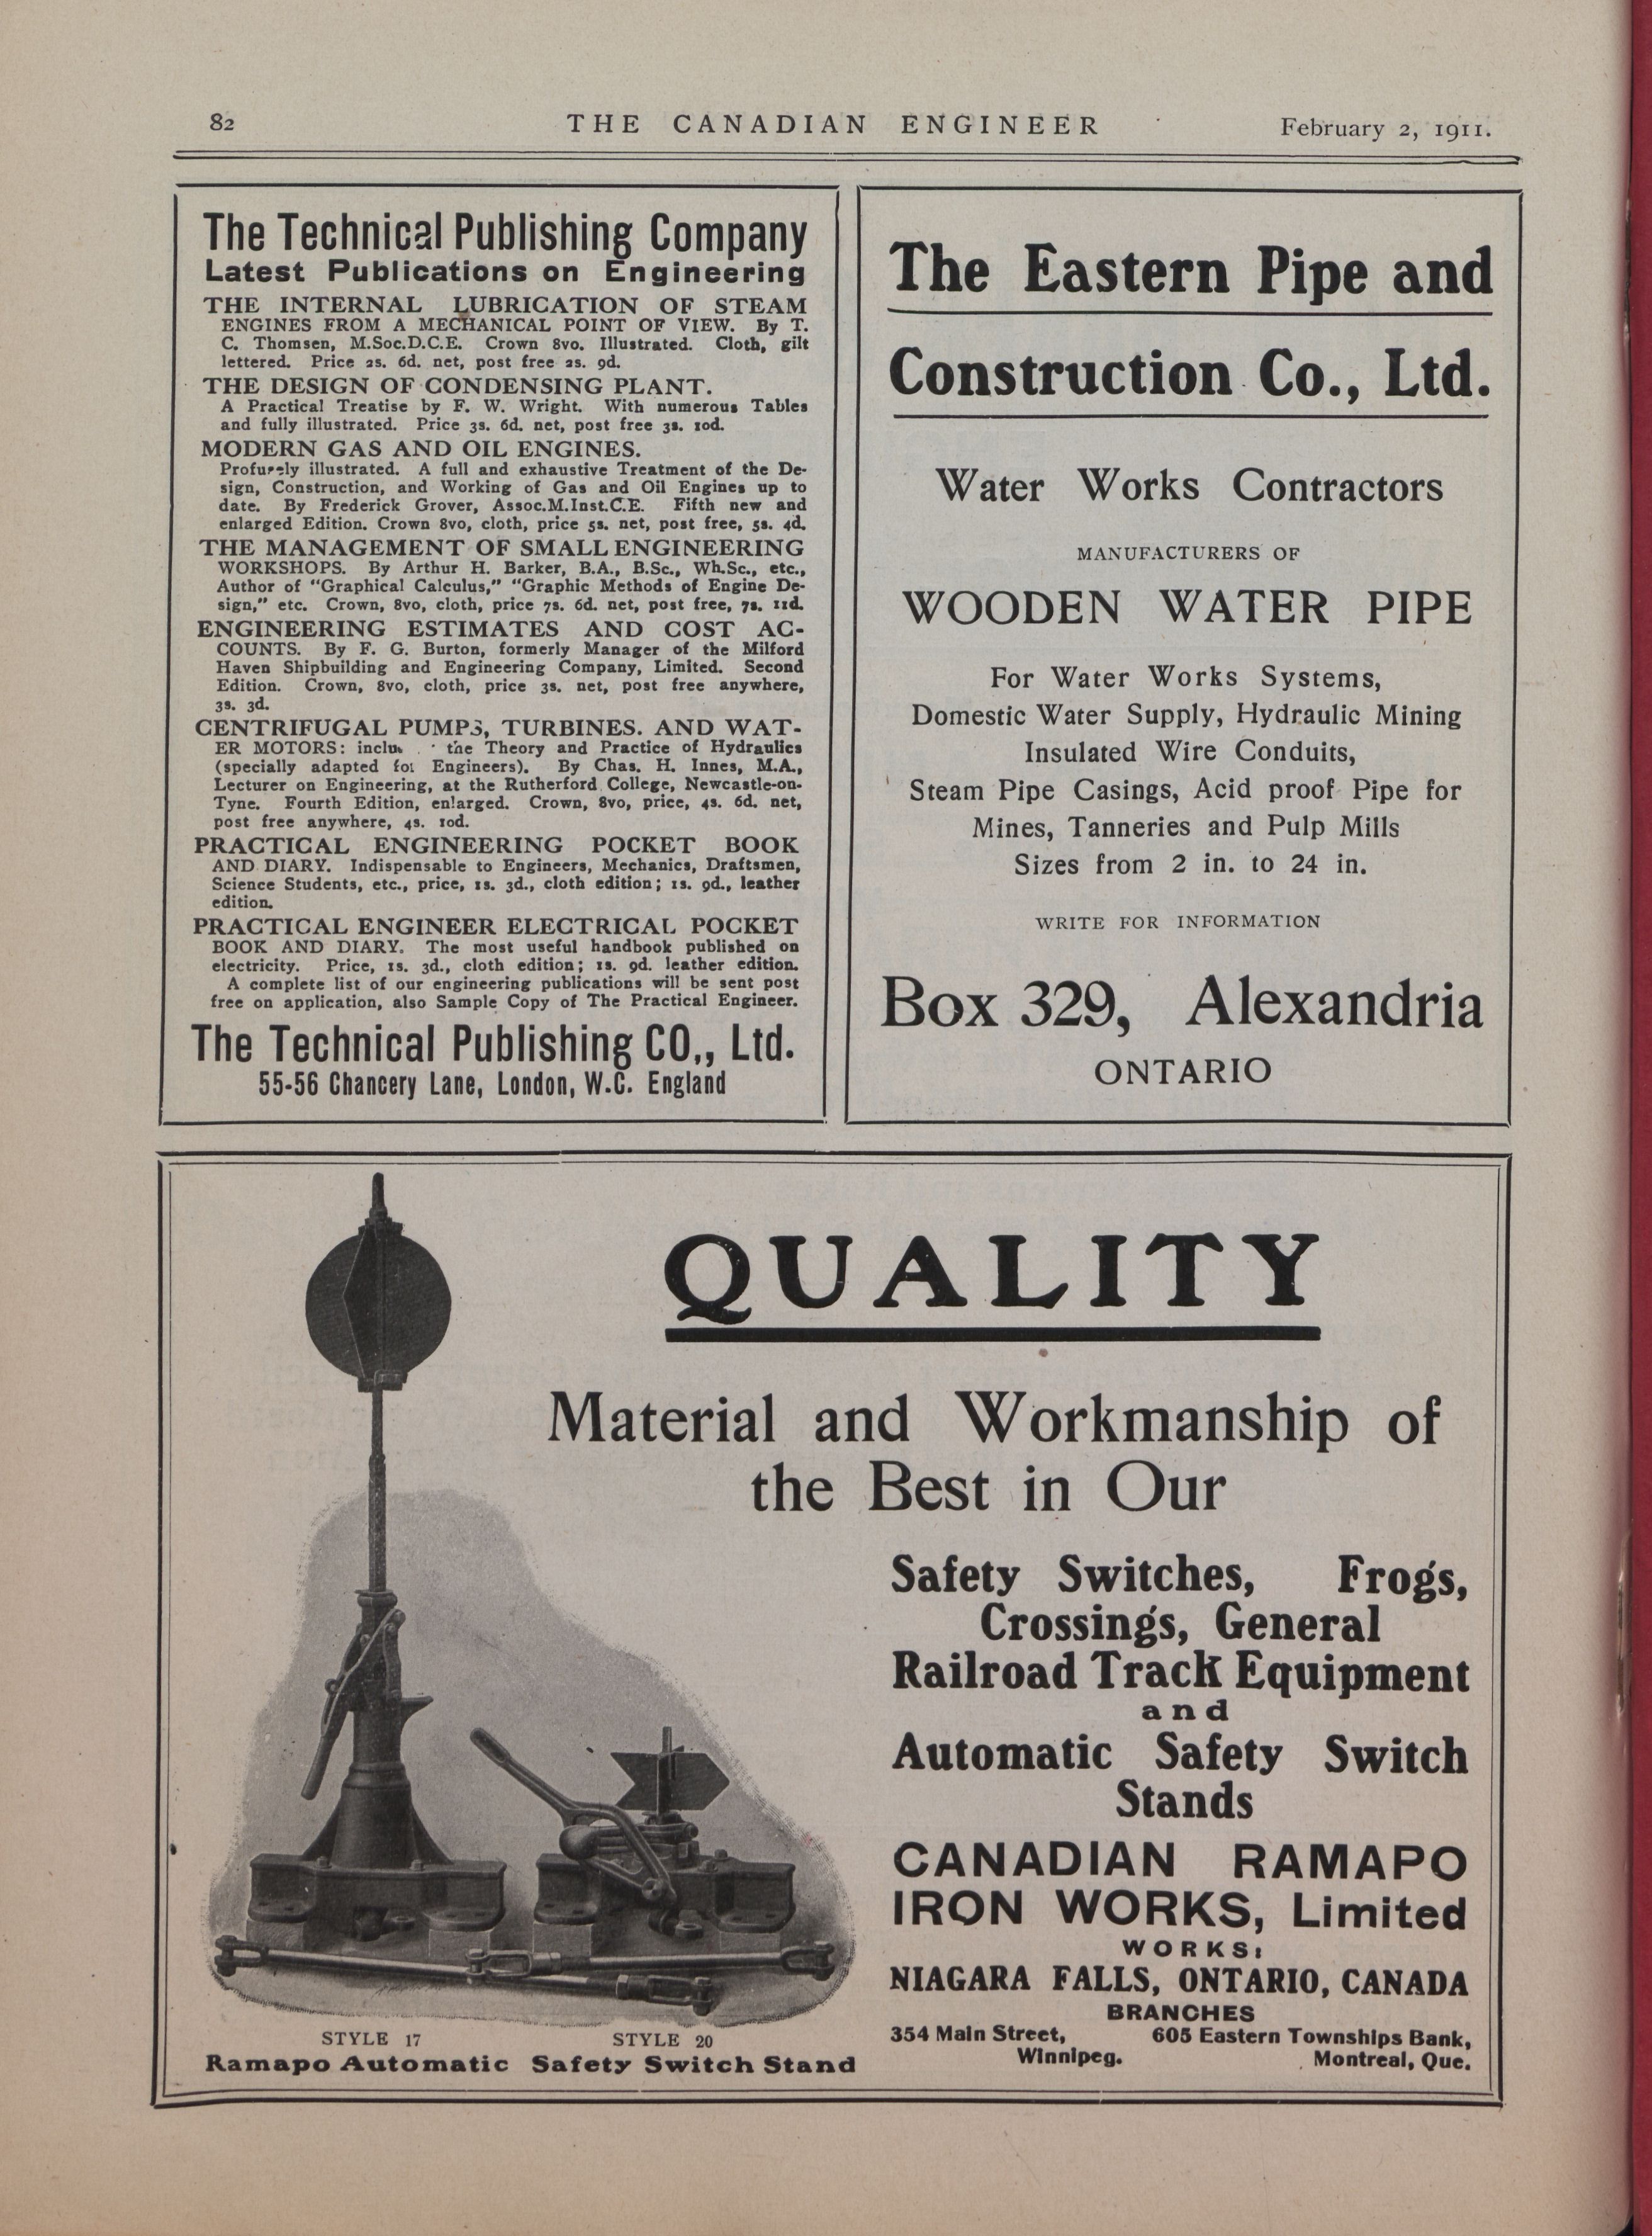 82
THE CANADIAN ENGINEER
February 2, 1911.
The Technical Publishing Company
Latest Publications on Engineering
THE INTERNAL LUBRICATION OF STEAM
ENGINES FROM A MECHANICAL POINT OF VIEW. By T.
C. Thomsen, M.Soc.D.C.E. Crown 8vo. Illustrated. Cloth, gilt
lettered. Price 2s. 6d. net, post free 2s. 9d.
THE DESIGN OF CONDENSING PLANT.
A Practical Treatise by F. W. Wright. With numerous Tables
and fully illustrated. Price 3s. 6d. net, post free 3s. 10d.
MODERN GAS AND OIL ENGINES.
Profusely illustrated. A full and exhaustive Treatment of the De-
sign, Construction, and Working of Gas and Oil Engines up to
date. By Frederick Grover, Assoc.M.Inst.C.E. Fifth new and
enlarged Edition. Crown 8vo, cloth, price 5s. net, post free, 5s. 4d.
THE MANAGEMENT OF SMALL ENGINEERING
WORKSHOPS. By Arthur H. Barker, B.A., B.Sc., Wh.Sc., etc.,
Author of "Graphical Calculus," "Graphic Methods of Engine De-
sign," etc. Crown, 8vo, cloth, price 7s. 6d. net, post free, 7s. 11d.
ENGINEERING ESTIMATES AND COST AC-
COUNTS. By F. G. Burton, formerly Manager of the Milford
Haven Shipbuilding and Engineering Company, Limited. Second
Edition. Crown, 8vo, cloth, price 3s. net, post free anywhere,
3s. 3d.
CENTRIFUGAL PUMPS, TURBINES. AND WAT-
ER MOTORS: the Theory and Practice of Hydraulics
(specially adapted for Engineers). By Chas. H. Innes, M.A.,
Lecturer on Engineering, at the Rutherford College, Newcastle-on-
Tyne. Fourth Edition, enlarged. Crown, 8vo, price, 4s. 6d. net,
post free anywhere, 4s. 10d.
PRACTICAL ENGINEERING POCKET BOOK
AND DIARY. Indispensable to Engineers, Mechanics, Draftsmen,
Science Students, etc., price, 1s. 3d., cloth edition; 1s. 9d., leather
edition.
PRACTICAL ENGINEER ELECTRICAL POCKET
BOOK AND DIARY. The most useful handbook published on
electricity. Price, 1s. 3d., cloth edition; 1s. 9d. leather edition.
A complete list of our engineering publications will be sent post
free on application, also Sample Copy of The Practical Engineer.
The Technical Publishing CO., Ltd.
55-56 Chancery Lane, London, W.C. England
The Eastern Pipe and
Construction Co., Ltd.
Water Works Contractors
MANUFACTURERS OF
WOODEN WATER PIPE
For Water Works Systems,
Domestic Water Supply, Hydraulic Mining
Insulated Wire Conduits,
Steam Pipe Casings, Acid proof Pipe for
Mines, Tanneries and Pulp Mills
Sizes from 2 in. to 24 in.
WRITE FOR INFORMATION
Box 329, Alexandria
ONTARIO
QUALITY
Material and Workmanship of
the Best in Our
Safety Switches, Frogs,
Crossings, General
Railroad Track Equipment
and
Automatic Safety Switch
Stands
CANADIAN RAMAPO
IRON WORKS, Limited
WORKS:
NIAGARA FALLS, ONTARIO, CANADA
BRANCHES
354 Main Street,
Winnipeg.
605 Eastern Townships Bank,
Montreal, Que.
STYLE 17
STYLE 20
Ramapo Automatic Safety Switch Stand